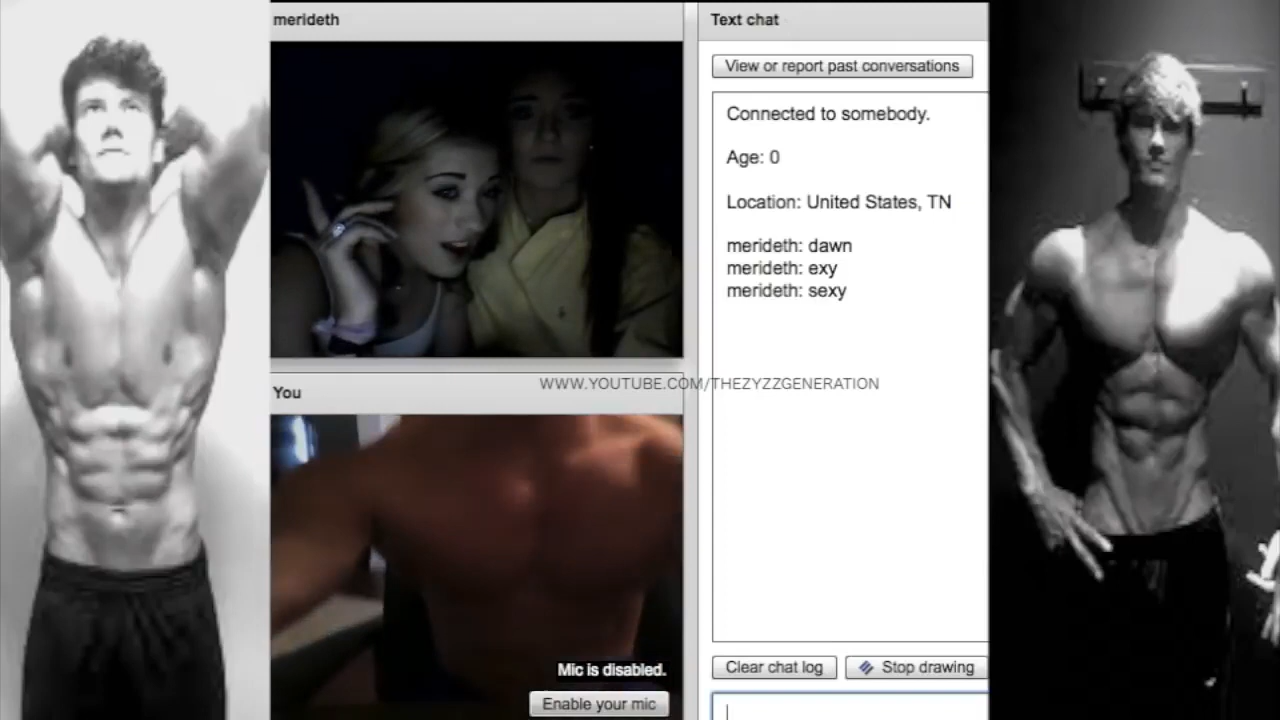 merideth
Text chat
View or report past conversations
Connected to somebody.
Age: 0
Location: United States, TN
merideth: dawn
merideth: exy
merideth: sexy
WWW.YOUTUBE.COM/THEZYZZGENERATION
You
Mic is disabled.
Enable your mic
Clear chat log
Stop drawing